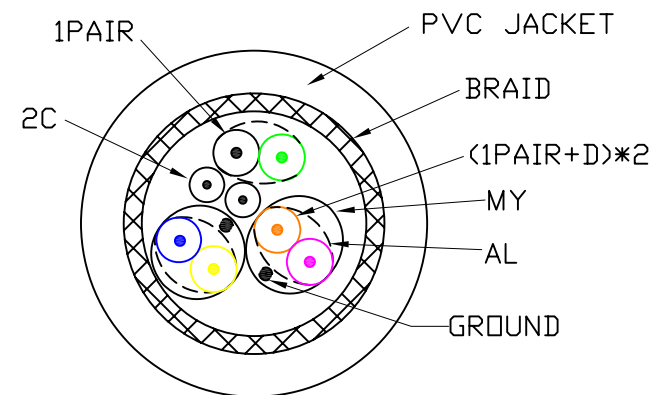 1PAIR
PVC JACKET
BRAID
2C
(1PAIR+D)*2
MY
AL
GROUND